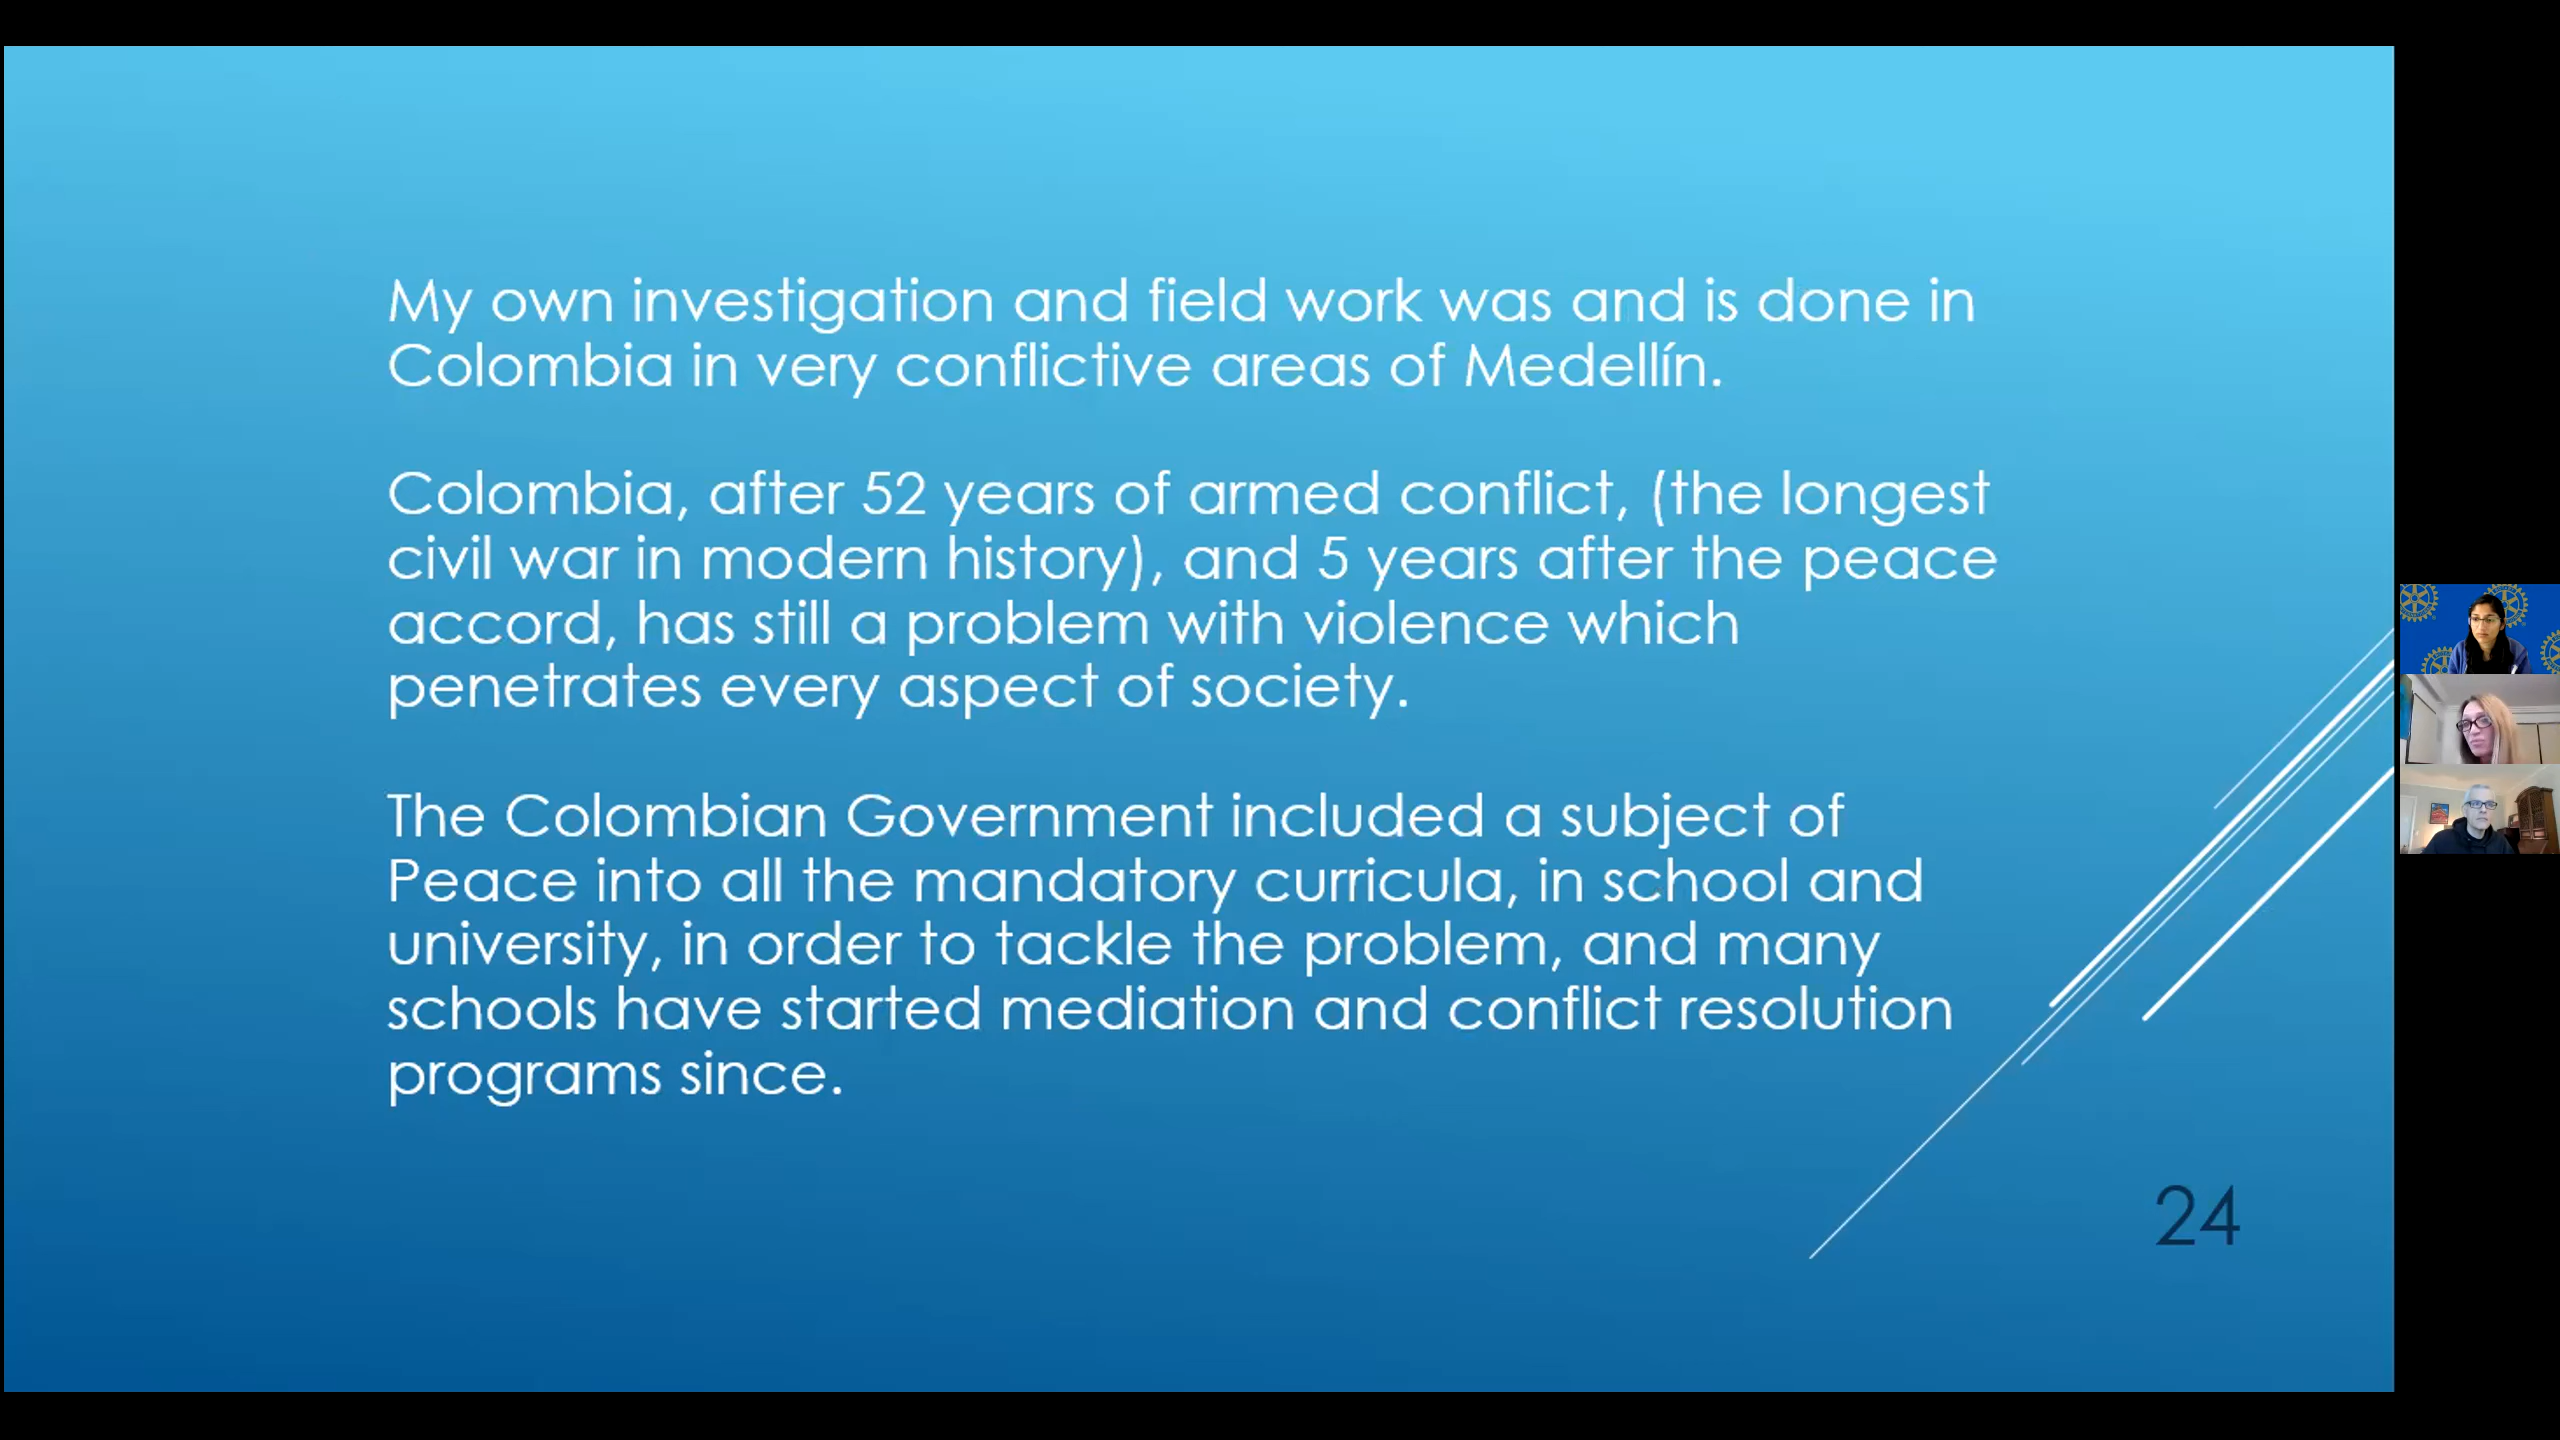 My own investigation and field work was and is done in
Colombia in very conflictive areas of Medellín.
Colombia, after 52 years of armed conflict, (the longest
civil war in modern history), and 5 years after the peace
accord, has still a problem with violence which
penetrates every aspect of society.
The Colombian Government included a subject of
Peace into all the mandatory curricula, in school and
university, in order to tackle the problem, and many
schools have started mediation and conflict resolution
programs since.
24